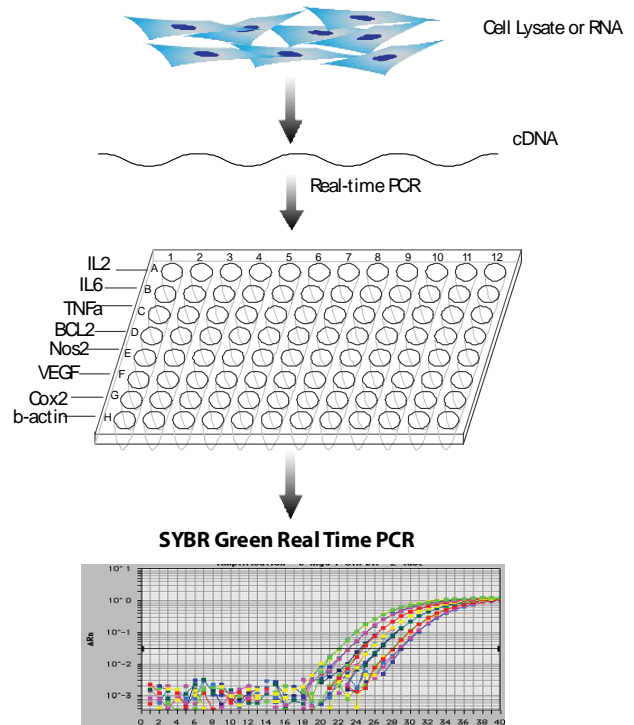 Cell Lysate or RNA
cDNA
Real-time PCR
1 2 3 4 5 6 7 8 9 10 11 12
IL2 A
IL6 B
TNFa C
BCL2 D
Nos2 E
VEGF F
Cox2 G
b-actin H
SYBR Green Real Time PCR
10^+1
10^+0
10^-1
10^-2
10^-3
ΔRn
0 2 4 6 8 10 12 14 16 18 20 22 24 26 28 30 32 34 36 38 40